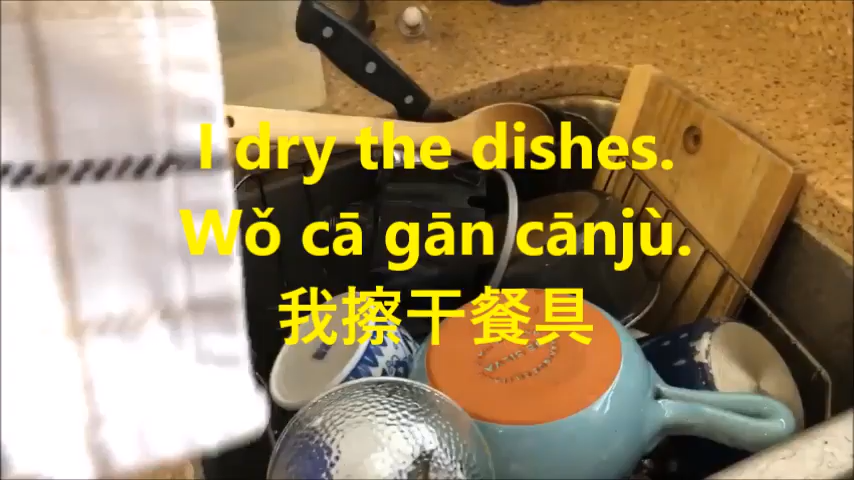 I dry the dishes.
Wǒ cā gān cānjù.
我擦干餐具